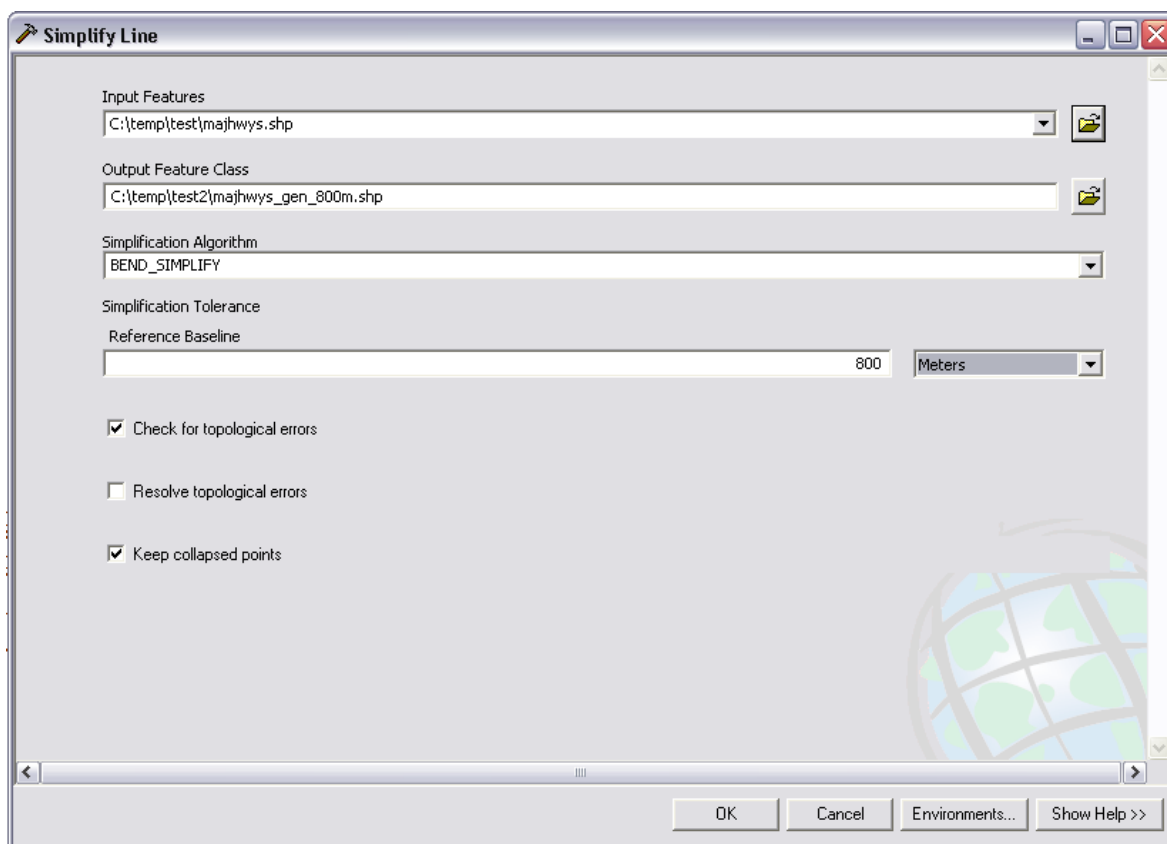 Simplify Line
Input Features
C:\temp\test\majhwys.shp
Output Feature Class
C:\temp\test2\majhwys_gen_800m.shp
Simplification Algorithm
BEND_SIMPLIFY
Simplification Tolerance
Reference Baseline
800 Meters
Check for topological errors
Resolve topological errors
Keep collapsed points
OK Cancel Environments... Show Help >>